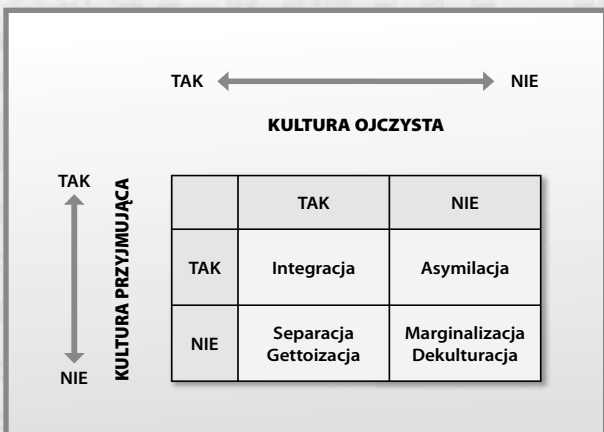 TAK NIE
KULTURA OJCZYSTA
TAK
KULTURA PRZYJMUJĄCA
NIE
TAK NIE
TAK Integracja Asymilacja
NIE Separacja Gettoizacja Marginalizacja Dekulturacja